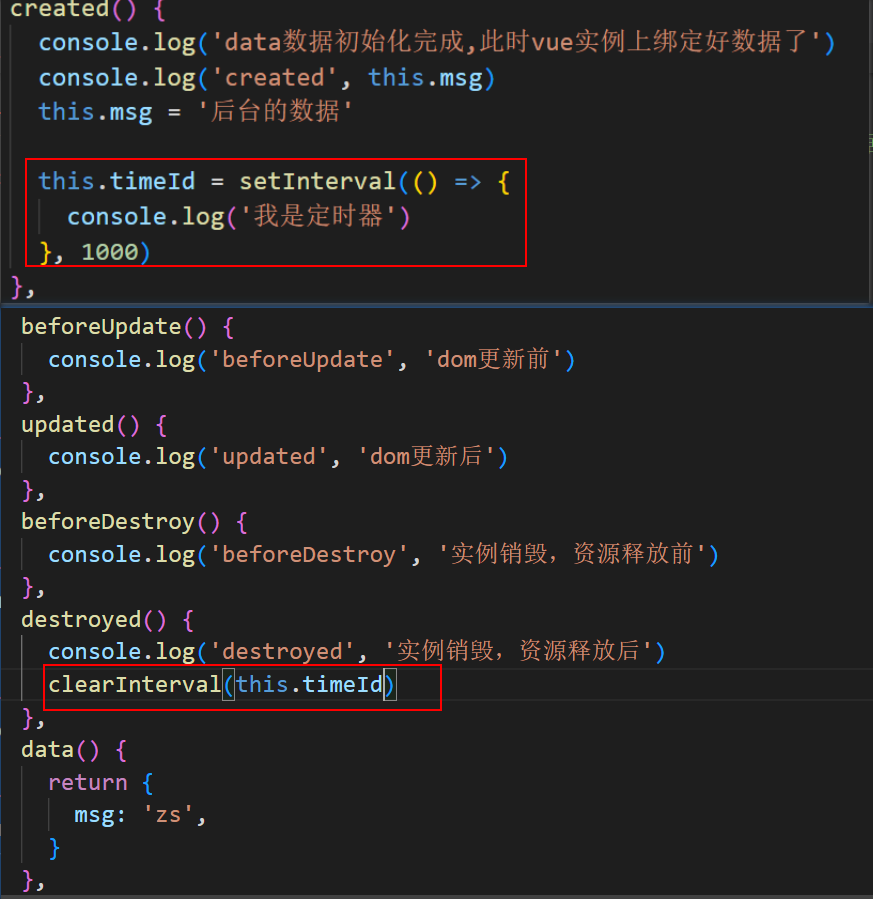 created() {
console.log('data数据初始化完成,此时vue实例上绑定好数据了')
console.log('created', this.msg)
this.msg = '后台的数据'
this.timeId = setInterval(() => {
console.log('我是定时器')
}, 1000)
},
beforeUpdate() {
console.log('beforeUpdate', 'dom更新前')
},
updated() {
console.log('updated', 'dom更新后')
},
beforeDestroy() {
console.log('beforeDestroy', '实例销毁，资源释放前')
},
destroyed() {
console.log('destroyed', '实例销毁，资源释放后')
clearInterval(this.timeId)
},
data() {
return {
msg: 'zs',
}
},